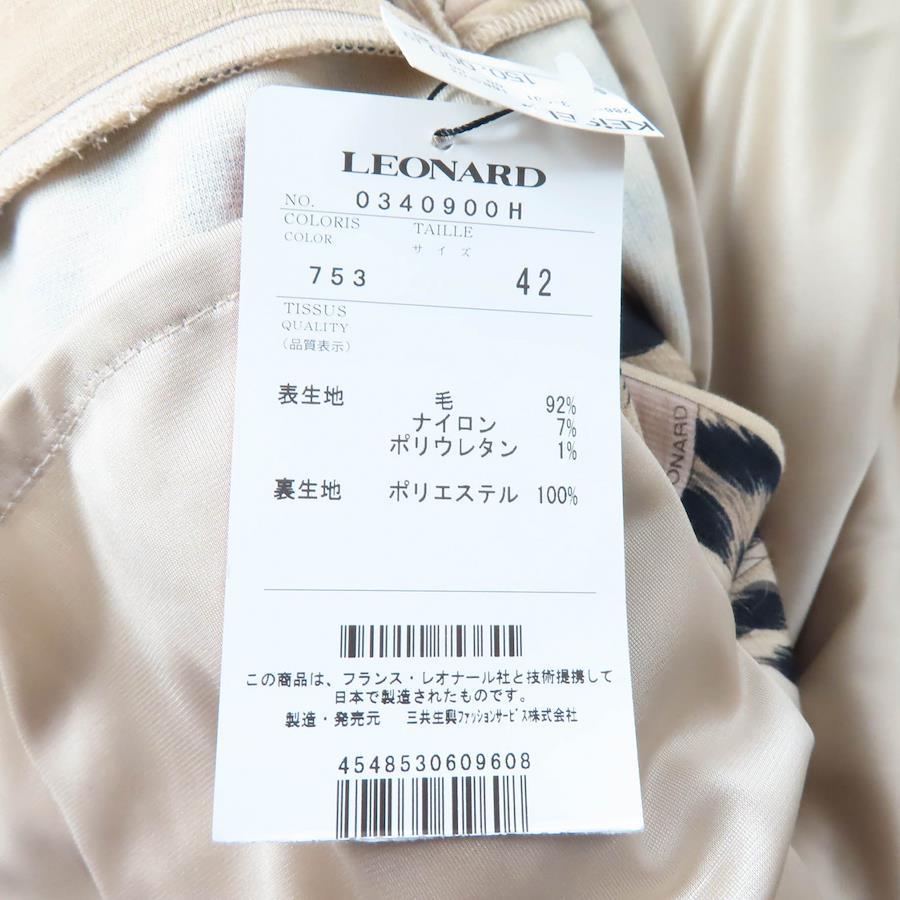 LEONARD
NO. 0340900H
COLORIS TAILLE
COLOR サイズ
753 42
TISSUS
QUALITY
(品質表示)
表生地 毛 92%
ナイロン 7%
ポリウレタン 1%
裏生地 ポリエステル 100%
この商品は、フランス・レオナール社と技術提携して
日本で製造されたものです。
製造・発売元 三共生興ファッションサービス株式会社
4548530609608